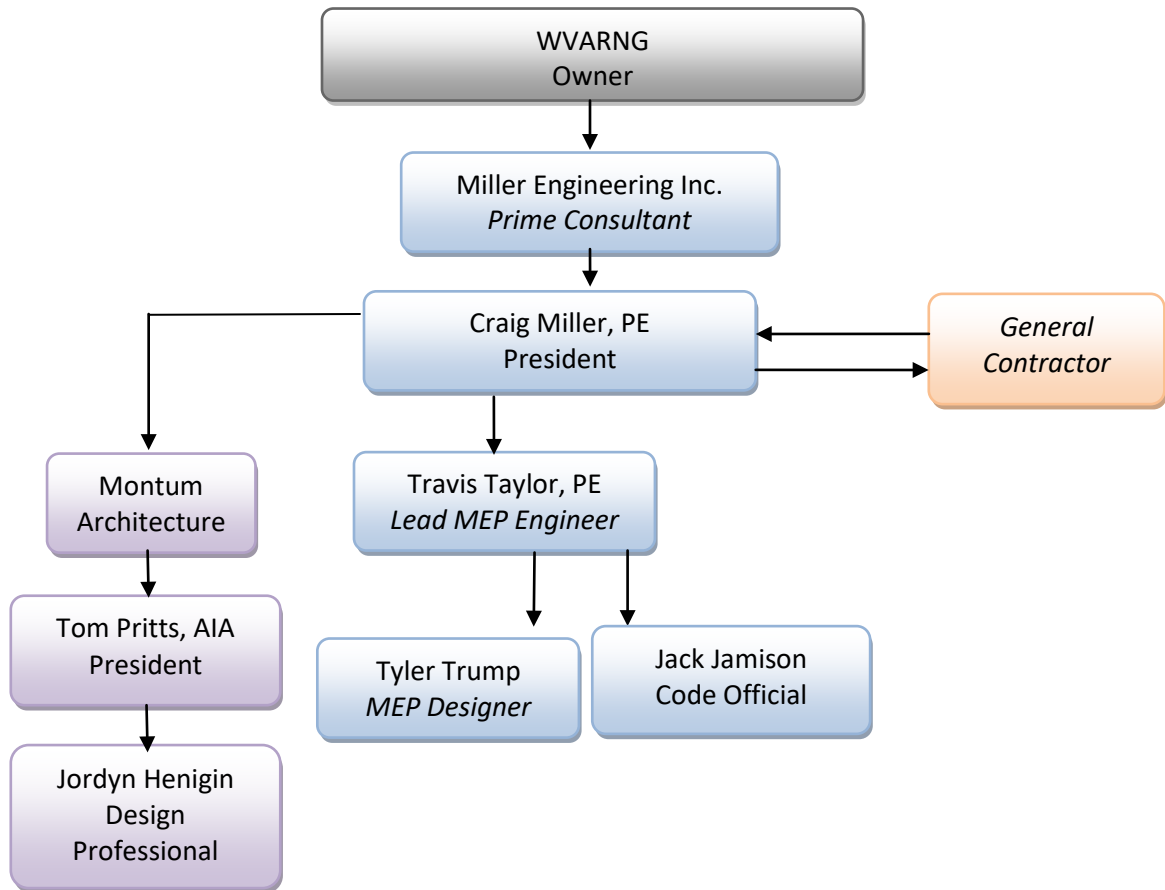 WVARNG
Owner
Miller Engineering Inc.
Prime Consultant
Craig Miller, PE
President
General
Contractor
Montum
Architecture
Travis Taylor, PE
Lead MEP Engineer
Tom Pritts, AIA
President
Tyler Trump
MEP Designer
Jack Jamison
Code Official
Jordyn Henigin
Design
Professional